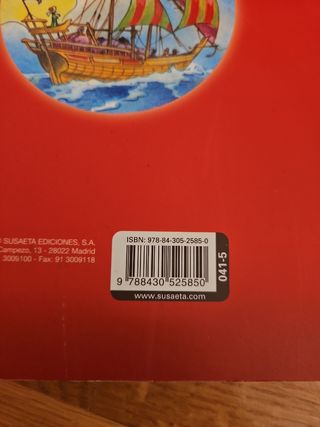 SUSAETA EDICIONES, S.A.
Campezo, 13 - 28022 Madrid
3009100 - Fax: 91 3009118
ISBN: 978-84-305-2585-0
9 788430 525850
www.susaeta.com
041-5